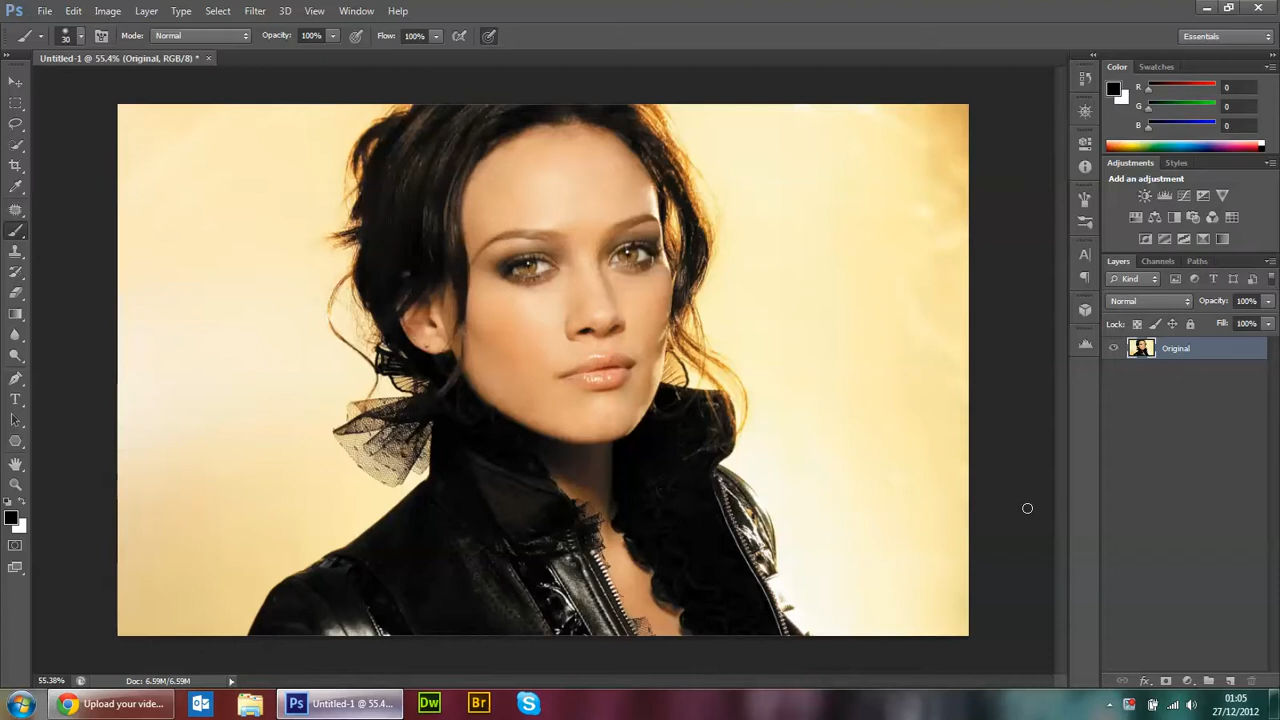 Ps File Edit Image Layer Type Select Filter 3D View Window Help
30 Mode: Normal Opacity: 100% Flow: 100% Essentials
Untitled-1 @ 55.4% (Original, RGB/8) * ×
Color Swatches
R 0
G 0
B 0
Adjustments Styles
Add an adjustment
Layers Channels Paths
Kind
Normal Opacity: 100%
Lock: Fill: 100%
Original
55.38% Doc: 6.59M/6.59M
Upload your vide... Ps Untitled-1 @ 55.4... Dw Br
01:05
27/12/2012